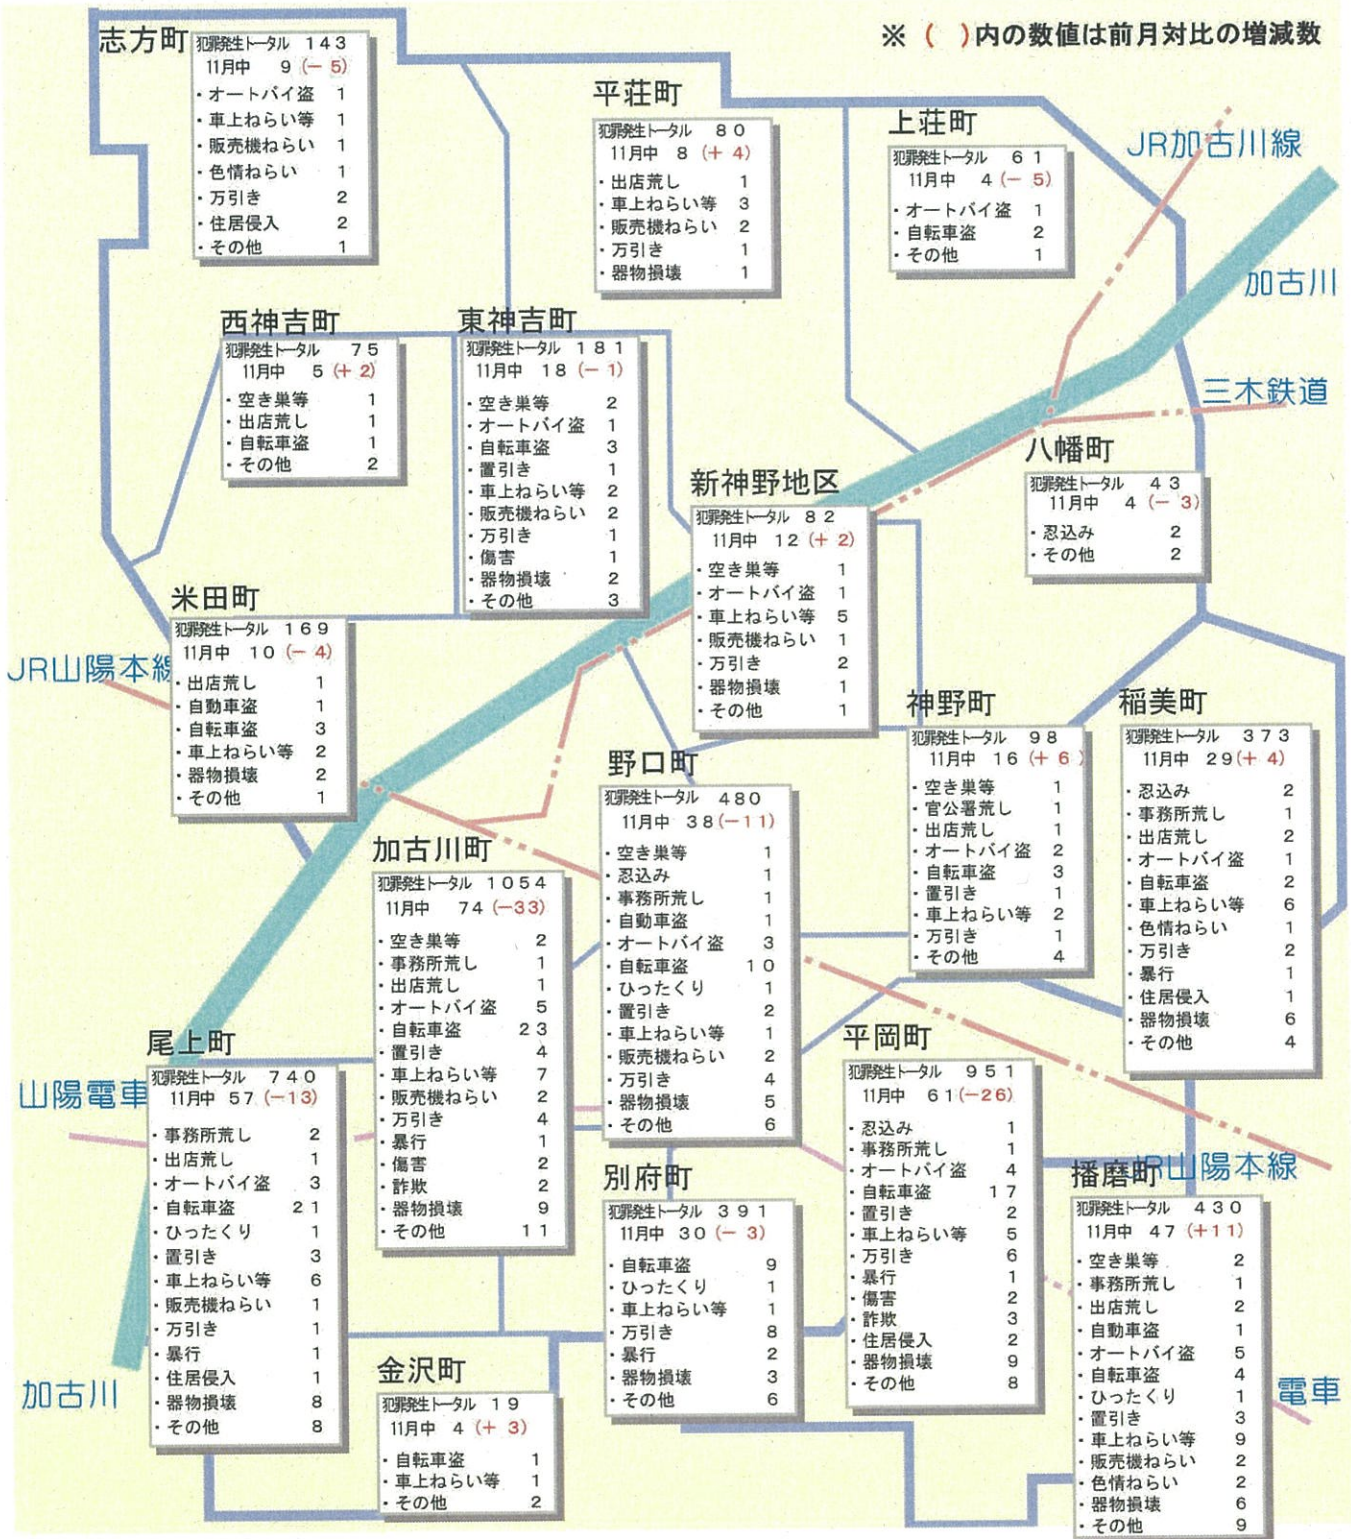 ※ (　)内の数値は前月対比の増減数
志方町
犯罪発生トータル 143
11月中 9 (－ 5)
・オートバイ盗 1
・車上ねらい等 1
・販売機ねらい 1
・色情ねらい 1
・万引き 2
・住居侵入 2
・その他 1
平荘町
犯罪発生トータル 80
11月中 8 (＋ 4)
・出店荒し 1
・車上ねらい等 3
・販売機ねらい 2
・万引き 1
・器物損壊 1
上荘町
犯罪発生トータル 61
11月中 4 (－ 5)
・オートバイ盗 1
・自転車盗 2
・その他 1
JR加古川線
加古川
三木鉄道
西神吉町
犯罪発生トータル 75
11月中 5 (＋ 2)
・空き巣等 1
・出店荒し 1
・自転車盗 1
・その他 2
東神吉町
犯罪発生トータル 181
11月中 18 (－ 1)
・空き巣等 2
・オートバイ盗 1
・自転車盗 3
・置引き 1
・車上ねらい等 2
・販売機ねらい 2
・万引き 1
・傷害 1
・器物損壊 2
・その他 3
新神野地区
犯罪発生トータル 82
11月中 12 (＋ 2)
・空き巣等 1
・オートバイ盗 1
・車上ねらい等 5
・販売機ねらい 1
・万引き 2
・器物損壊 1
・その他 1
八幡町
犯罪発生トータル 43
11月中 4 (－ 3)
・忍込み 2
・その他 2
米田町
犯罪発生トータル 169
11月中 10 (－ 4)
・出店荒し 1
・自動車盗 1
・自転車盗 3
・車上ねらい等 2
・器物損壊 2
・その他 1
JR山陽本線
神野町
犯罪発生トータル 98
11月中 16 (＋ 6)
・空き巣等 1
・官公署荒し 1
・出店荒し 1
・オートバイ盗 2
・自転車盗 3
・置引き 1
・車上ねらい等 2
・万引き 1
・その他 4
稲美町
犯罪発生トータル 373
11月中 29 (＋ 4)
・忍込み 2
・事務所荒し 1
・出店荒し 2
・オートバイ盗 1
・自転車盗 2
・車上ねらい等 6
・色情ねらい 1
・万引き 2
・暴行 1
・住居侵入 1
・器物損壊 6
・その他 4
野口町
犯罪発生トータル 480
11月中 38 (－11)
・空き巣等 1
・忍込み 1
・事務所荒し 1
・自動車盗 1
・オートバイ盗 3
・自転車盗 10
・ひったくり 1
・置引き 2
・車上ねらい等 1
・販売機ねらい 2
・万引き 4
・器物損壊 5
・その他 6
加古川町
犯罪発生トータル 1054
11月中 74 (－33)
・空き巣等 2
・事務所荒し 1
・出店荒し 1
・オートバイ盗 5
・自転車盗 23
・置引き 4
・車上ねらい等 7
・販売機ねらい 2
・万引き 4
・暴行 1
・傷害 2
・詐欺 2
・器物損壊 9
・その他 11
尾上町
犯罪発生トータル 740
11月中 57 (－13)
・事務所荒し 2
・出店荒し 1
・オートバイ盗 3
・自転車盗 21
・ひったくり 1
・置引き 3
・車上ねらい等 6
・販売機ねらい 1
・万引き 1
・暴行 1
・住居侵入 1
・器物損壊 8
・その他 8
山陽電車
平岡町
犯罪発生トータル 951
11月中 61 (－26)
・忍込み 1
・事務所荒し 1
・オートバイ盗 4
・自転車盗 17
・置引き 2
・車上ねらい等 5
・万引き 6
・暴行 1
・傷害 2
・詐欺 3
・住居侵入 2
・器物損壊 9
・その他 8
JR山陽本線
別府町
犯罪発生トータル 391
11月中 30 (－ 3)
・自転車盗 9
・ひったくり 1
・車上ねらい等 1
・万引き 8
・暴行 2
・器物損壊 3
・その他 6
播磨町
犯罪発生トータル 430
11月中 47 (＋11)
・空き巣等 2
・事務所荒し 1
・出店荒し 2
・自動車盗 1
・オートバイ盗 5
・自転車盗 4
・ひったくり 1
・置引き 3
・車上ねらい等 9
・販売機ねらい 2
・色情ねらい 2
・器物損壊 6
・その他 9
電車
加古川
金沢町
犯罪発生トータル 19
11月中 4 (＋ 3)
・自転車盗 1
・車上ねらい等 1
・その他 2